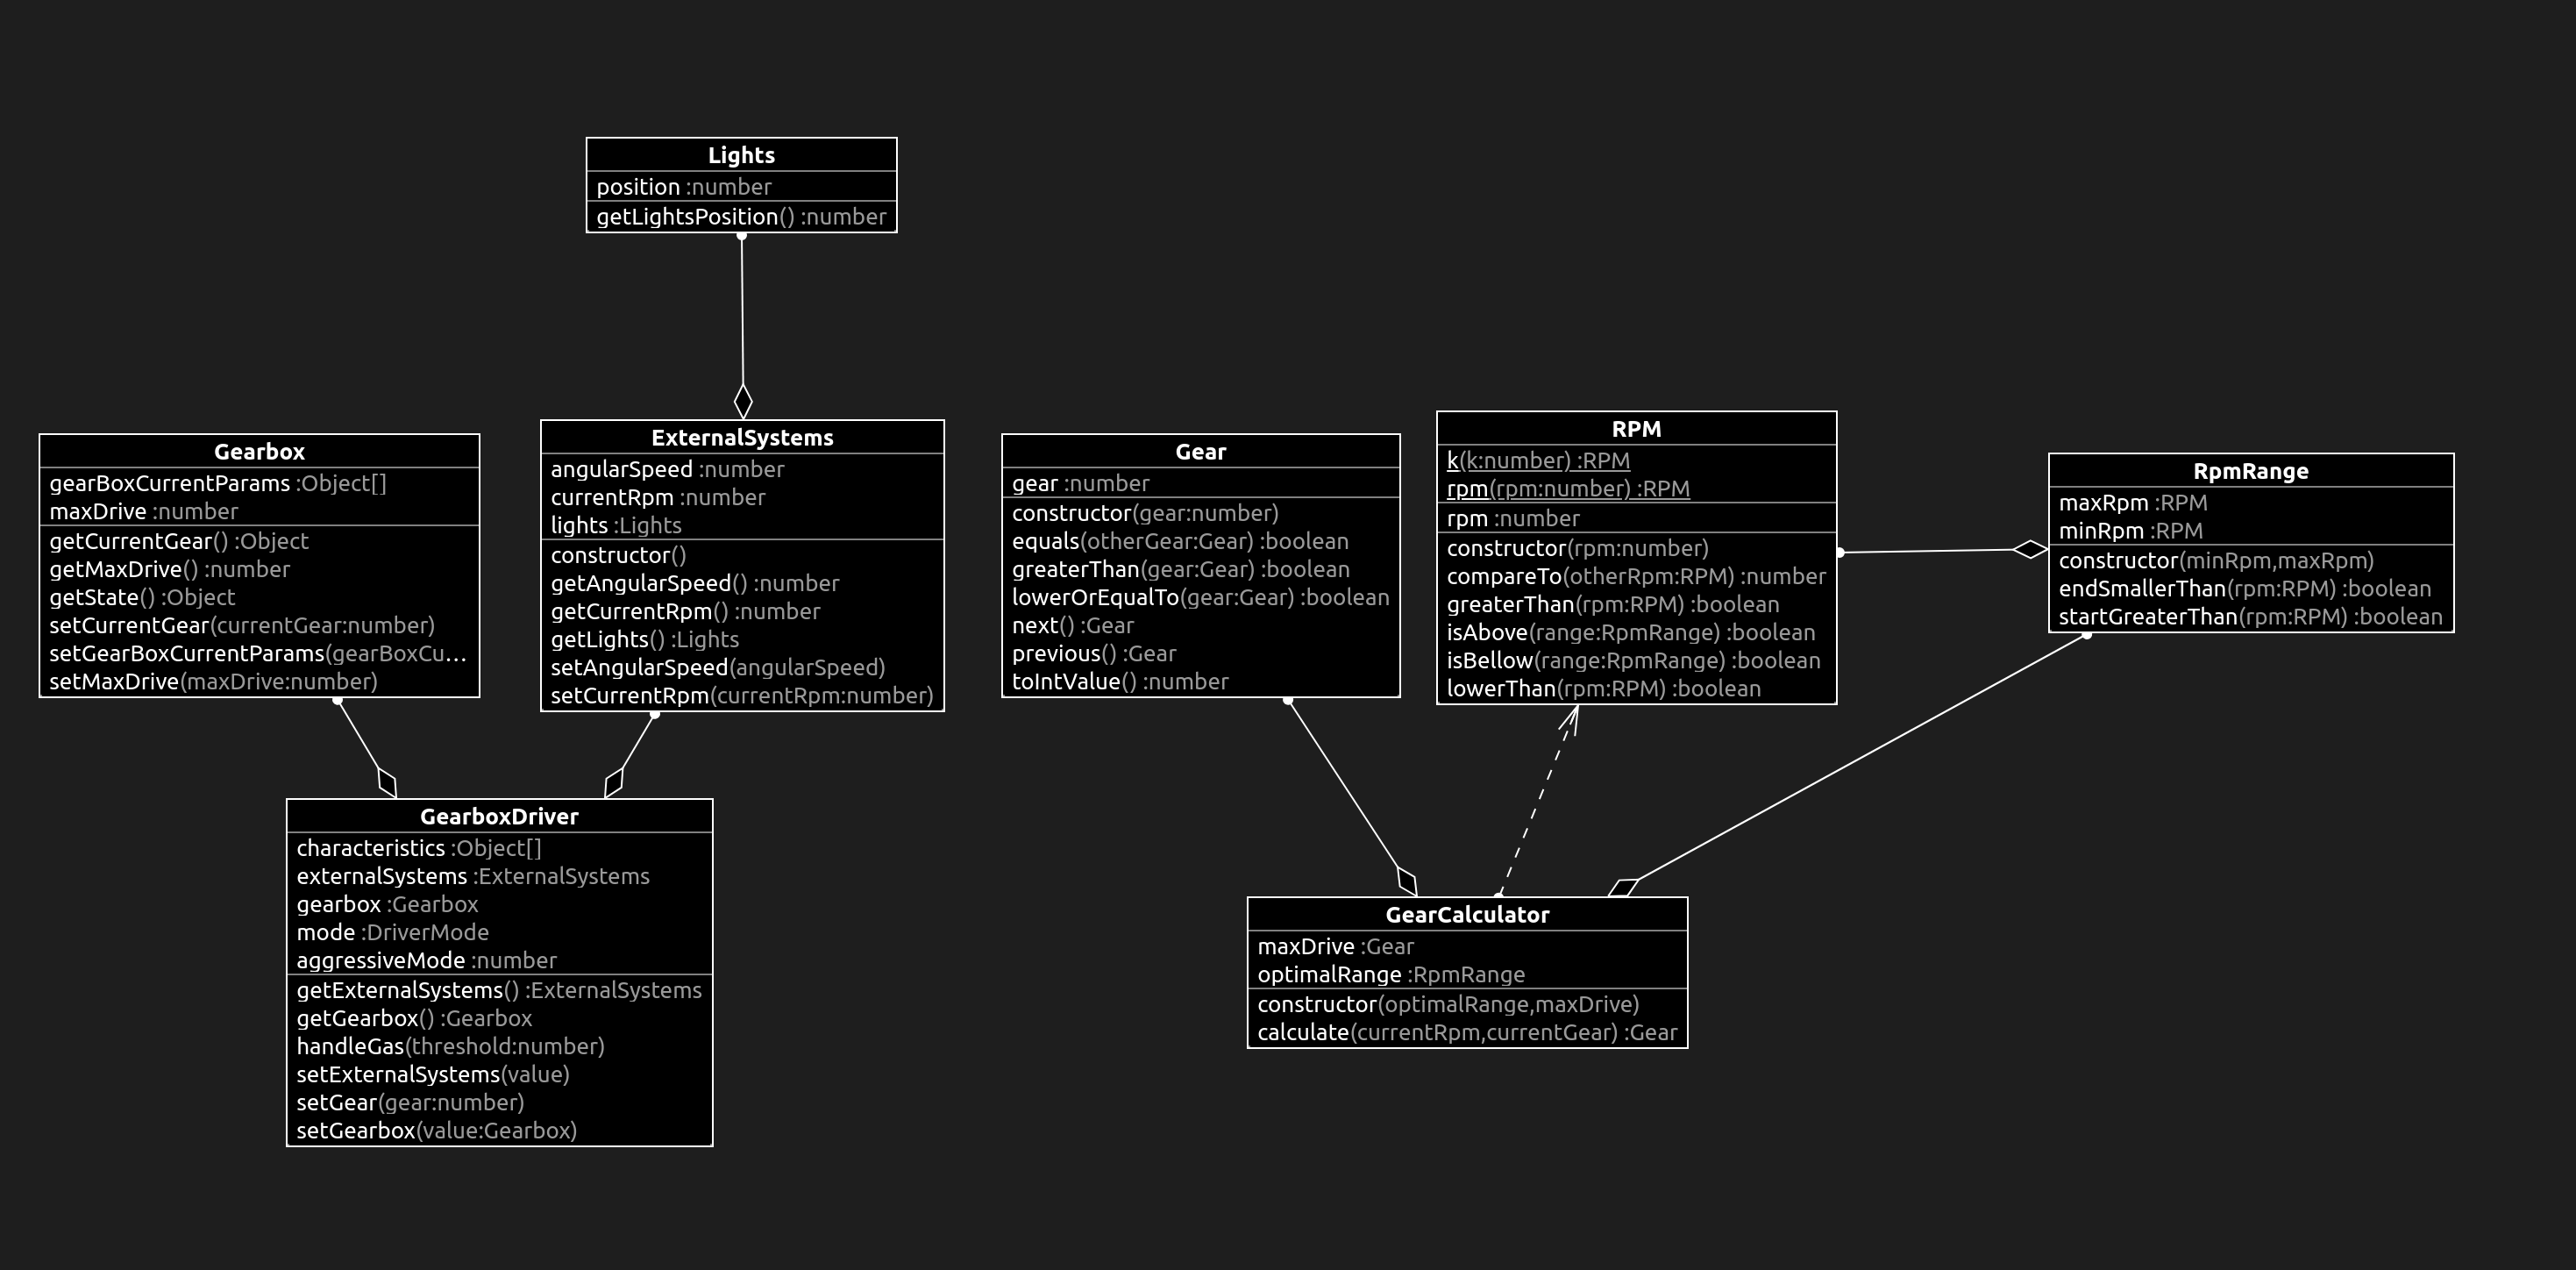 Lights
position :number
getLightsPosition() :number
Gearbox
gearBoxCurrentParams :Object[]
maxDrive :number
getCurrentGear() :Object
getMaxDrive() :number
getState() :Object
setCurrentGear(currentGear:number)
setGearBoxCurrentParams(gearBoxCu...
setMaxDrive(maxDrive:number)
ExternalSystems
angularSpeed :number
currentRpm :number
lights :Lights
constructor()
getAngularSpeed() :number
getCurrentRpm() :number
getLights() :Lights
setAngularSpeed(angularSpeed)
setCurrentRpm(currentRpm:number)
Gear
gear :number
constructor(gear:number)
equals(otherGear:Gear) :boolean
greaterThan(gear:Gear) :boolean
lowerOrEqualTo(gear:Gear) :boolean
next() :Gear
previous() :Gear
toIntValue() :number
RPM
k(k:number) :RPM
rpm(rpm:number) :RPM
rpm :number
constructor(rpm:number)
compareTo(otherRpm:RPM) :number
greaterThan(rpm:RPM) :boolean
isAbove(range:RpmRange) :boolean
isBellow(range:RpmRange) :boolean
lowerThan(rpm:RPM) :boolean
RpmRange
maxRpm :RPM
minRpm :RPM
constructor(minRpm,maxRpm)
endSmallerThan(rpm:RPM) :boolean
startGreaterThan(rpm:RPM) :boolean
GearboxDriver
characteristics :Object[]
externalSystems :ExternalSystems
gearbox :Gearbox
mode :DriverMode
aggressiveMode :number
getExternalSystems() :ExternalSystems
getGearbox() :Gearbox
handleGas(threshold:number)
setExternalSystems(value)
setGear(gear:number)
setGearbox(value:Gearbox)
GearCalculator
maxDrive :Gear
optimalRange :RpmRange
constructor(optimalRange,maxDrive)
calculate(currentRpm,currentGear) :Gear